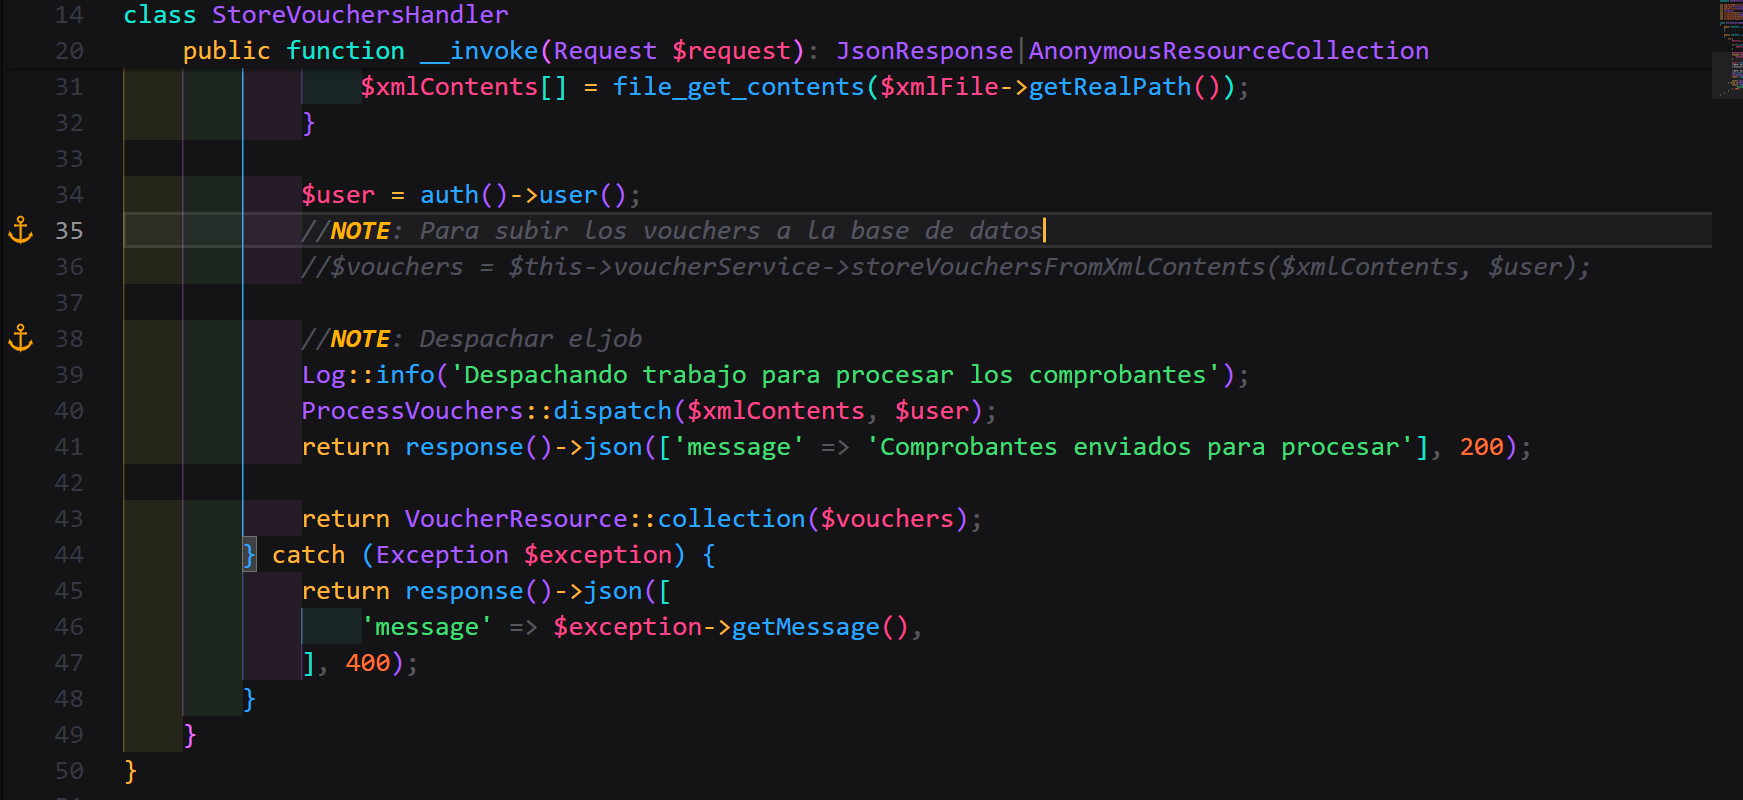 14 class StoreVouchersHandler
20 public function __invoke(Request $request): JsonResponse|AnonymousResourceCollection
31 $xmlContents[] = file_get_contents($xmlFile->getRealPath());
32 }
33
34 $user = auth()->user();
35 //NOTE: Para subir los vouchers a la base de datos
36 //$vouchers = $this->voucherService->storeVouchersFromXmlContents($xmlContents, $user);
37
38 //NOTE: Despachar eljob
39 Log::info('Despachando trabajo para procesar los comprobantes');
40 ProcessVouchers::dispatch($xmlContents, $user);
41 return response()->json(['message' => 'Comprobantes enviados para procesar'], 200);
42
43 return VoucherResource::collection($vouchers);
44 } catch (Exception $exception) {
45 return response()->json([
46 'message' => $exception->getMessage(),
47 ], 400);
48 }
49 }
50 }